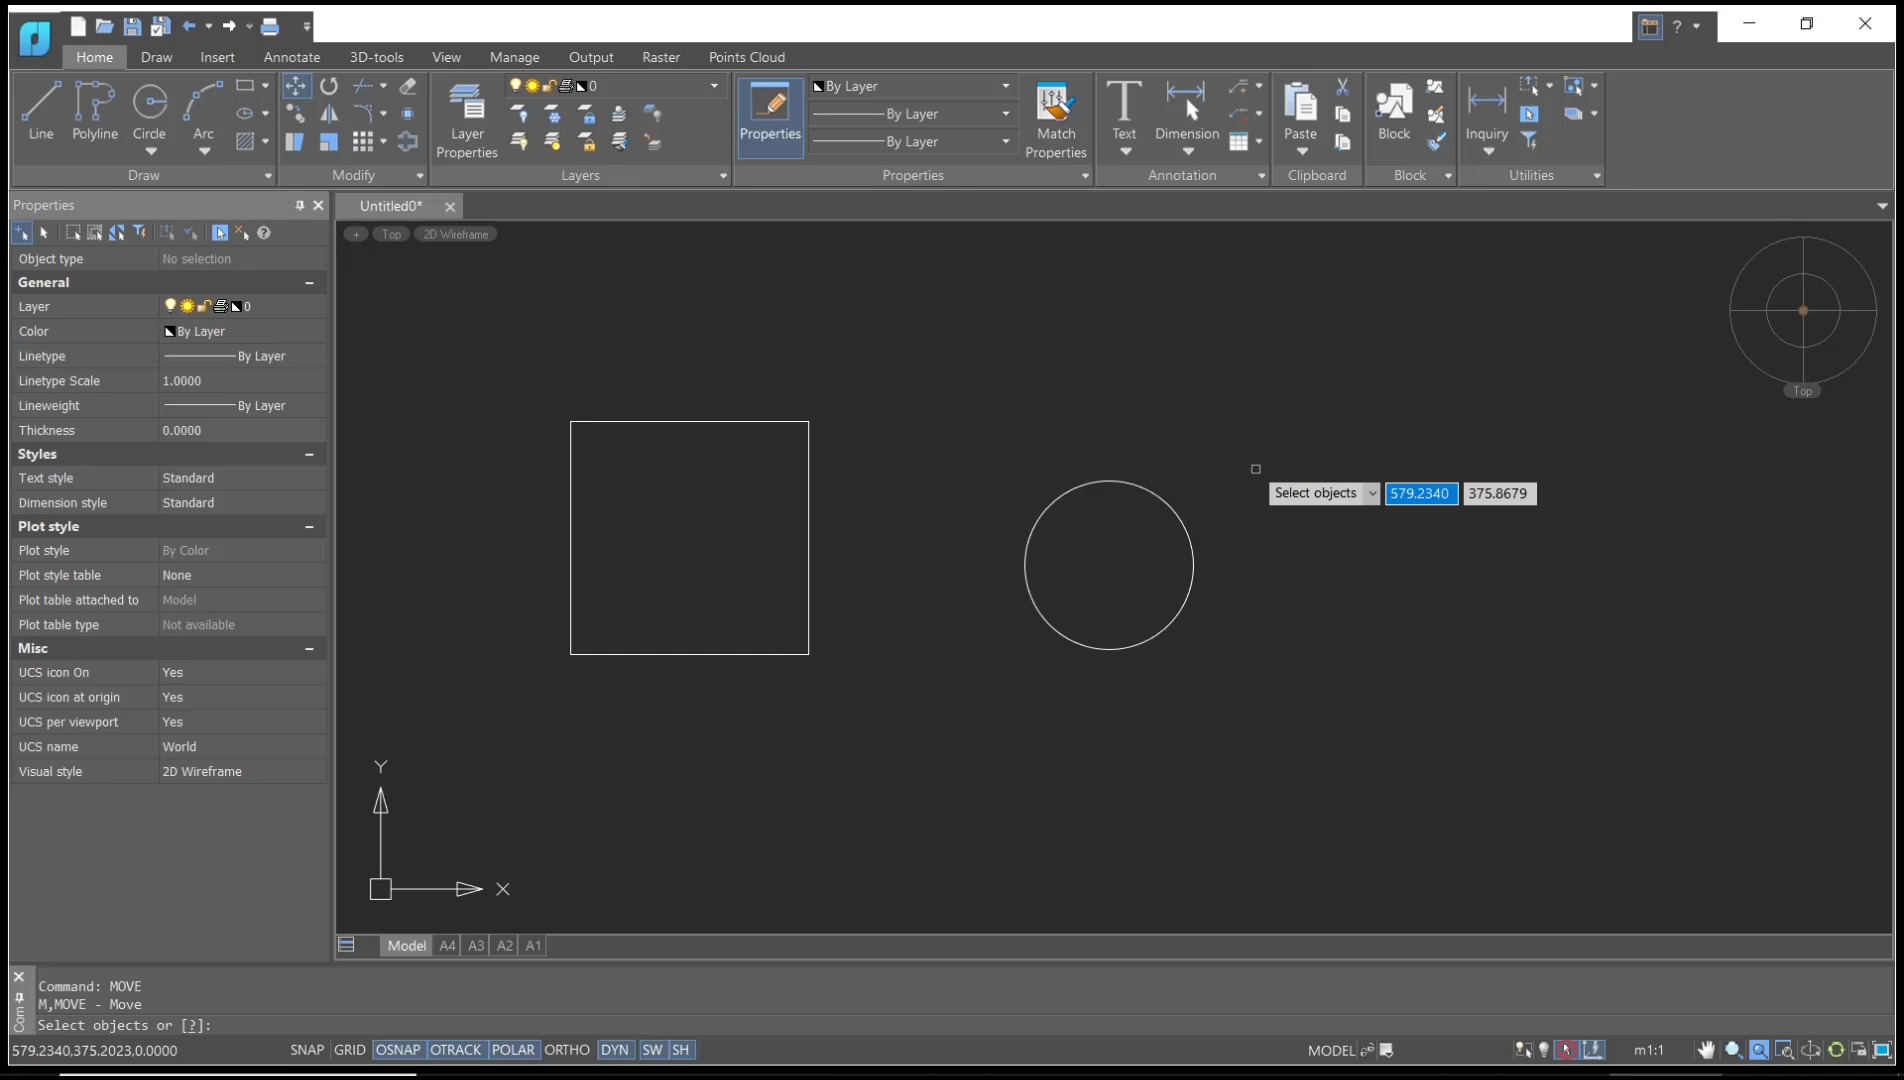 ?
Home Draw Insert Annotate 3D-tools View Manage Output Raster Points Cloud
0 By Layer
By Layer
By Layer
Line Polyline Circle Arc Layer Properties Properties Match Properties Text Dimension Paste Block Inquiry
Draw Modify Layers Properties Annotation Clipboard Block Utilities
Properties Untitled0*
+ Top 2D Wireframe
Object type No selection
General
Layer 0
Color By Layer
Linetype By Layer
Linetype Scale 1.0000
Lineweight By Layer
Thickness 0.0000
Styles
Text style Standard
Dimension style Standard
Plot style
Plot style By Color
Plot style table None
Plot table attached to Model
Plot table type Not available
Misc
UCS icon On Yes
UCS icon at origin Yes
UCS per viewport Yes
UCS name World
Visual style 2D Wireframe
Top
Select objects 579.2340 375.8679
Y
X
Model A4 A3 A2 A1
Com
Command: MOVE
M,MOVE - Move
Select objects or [?]:
579.2340,375.2023,0.0000 SNAP GRID OSNAP OTRACK POLAR ORTHO DYN SW SH MODEL m1:1